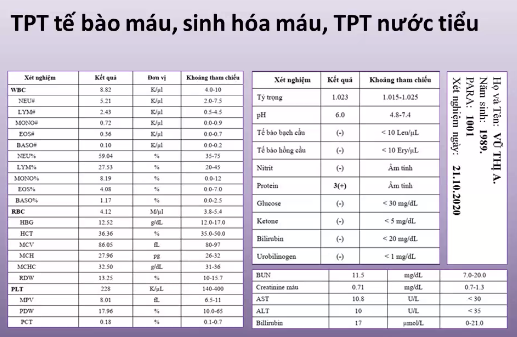 TPT tế bào máu, sinh hóa máu, TPT nước tiểu
Xét nghiệm Kết quả Đơn vị Khoảng tham chiếu
WBC 8.82 K/µl 4.0-10
NEU# 5.21 K/µl 2.0-7.5
LYM# 2.43 K/µl 0.5-4.5
MONO# 0.72 K/µl 0.0-0.9
EOS# 0.36 K/µl 0.0-0.7
BASO# 0.10 K/µl 0.0-0.2
NEU% 59.04 % 35-75
LYM% 27.53 % 20-45
MONO% 8.19 % 0.0-12
EOS% 4.08 % 0.0-7.0
BASO% 1.17 % 0.0-2.5
RBC 4.12 M/µl 3.8-5.4
HBG 12.52 g/dL 12.0-17.0
HCT 36.36 % 35.0-50.0
MCV 86.05 fL 80-97
MCH 27.96 pg 26-32
MCHC 32.50 g/dL 31-36
RDW 13.25 % 10-15.7
PLT 228 K/µL 140-400
MPV 8.01 fL 6.5-11
PDW 17.96 % 10.0-65
PCT 0.18 % 0.1-0.7
Xét nghiệm Kết quả Khoảng tham chiếu
Tỷ trọng 1.023 1.015-1.025
pH 6.0 4.8-7.4
Tế bào bạch cầu (-) < 10 Leu/µL
Tế bào hồng cầu (-) < 10 Ery/µL
Nitrit (-) Âm tính
Protein 3(+) Âm tính
Glucose (-) < 30 mg/dL
Ketone (-) < 5 mg/dL
Bilirubin (-) < 20 mg/dL
Urobilinogen (-) < 1 mg/dL
Họ và Tên: VŨ THỊ A.
Năm sinh: 1989.
PARA: 1001
Xét nghiệm ngày: 21.10.2020
BUN 11.5 mg/dL 7.0-20.0
Creatinine máu 0.71 mg/dL 0.7-1.3
AST 10.8 U/L < 30
ALT 10 U/L < 35
Billirubin 17 µmol/L 0-21.0